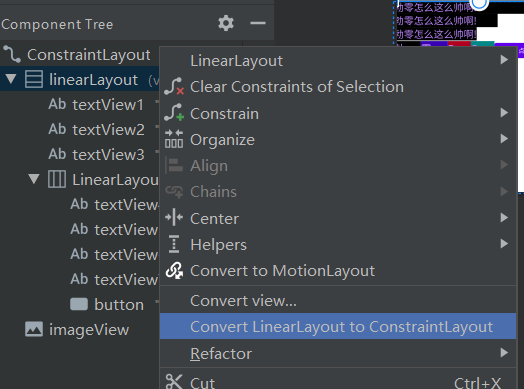 Component Tree
ConstraintLayout
linearLayout (v
Ab textView1
Ab textView2
Ab textView3
LinearLayou
Ab textView
Ab textView
Ab textView
Ab textView
button
imageView
LinearLayout
Clear Constraints of Selection
Constrain
Organize
Align
Chains
Center
Helpers
Convert to MotionLayout
Convert view...
Convert LinearLayout to ConstraintLayout
Refactor
Cut Ctrl+X
零怎么这么帅啊!
零怎么这么帅啊!
零怎么这么帅啊!
点